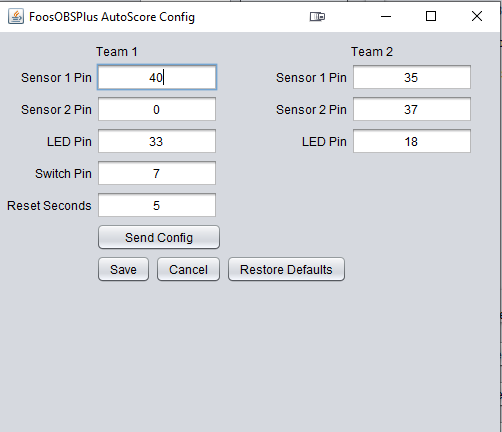 FoosOBSPlus AutoScore Config
Team 1 Team 2
Sensor 1 Pin 40 Sensor 1 Pin 35
Sensor 2 Pin 0 Sensor 2 Pin 37
LED Pin 33 LED Pin 18
Switch Pin 7
Reset Seconds 5
Send Config
Save Cancel Restore Defaults